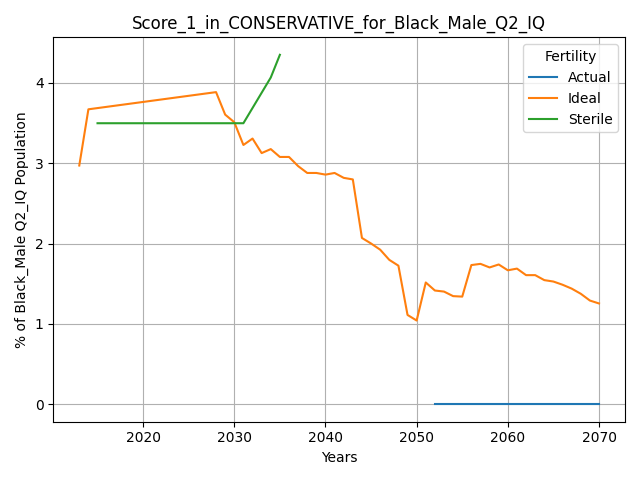 Score_1_in_CONSERVATIVE_for_Black_Male_Q2_IQ
Fertility
Actual
Ideal
Sterile
% of Black_Male Q2_IQ Population
4
3
2
1
0
2020 2030 2040 2050 2060 2070
Years